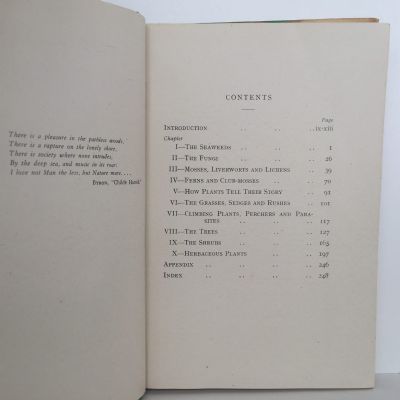 There is a pleasure in the pathless woods,
There is a rapture on the lonely shore,
There is society where none intrudes,
By the deep sea, and music in its roar:
I love not Man the less, but Nature more. . . .
Byron, "Childe Harold."
CONTENTS
Page
Introduction .. .. ..ix-xiii
Chapter
I—The Seaweeds .. .. .. 1
II—The Fungi .. .. .. 26
III—Mosses, Liverworts and Lichens .. 39
IV—Ferns and Club-mosses .. .. 70
V—How Plants Tell Their Story .. 92
VI—The Grasses, Sedges and Rushes .. 101
VII—Climbing Plants, Perchers and Para-
sites .. .. .. .. 117
VIII—The Trees .. .. .. .. 127
IX—The Shrubs .. .. .. .. 165
X—Herbaceous Plants .. .. .. 197
Appendix .. .. .. .. .. 246
Index .. .. .. .. .. 248